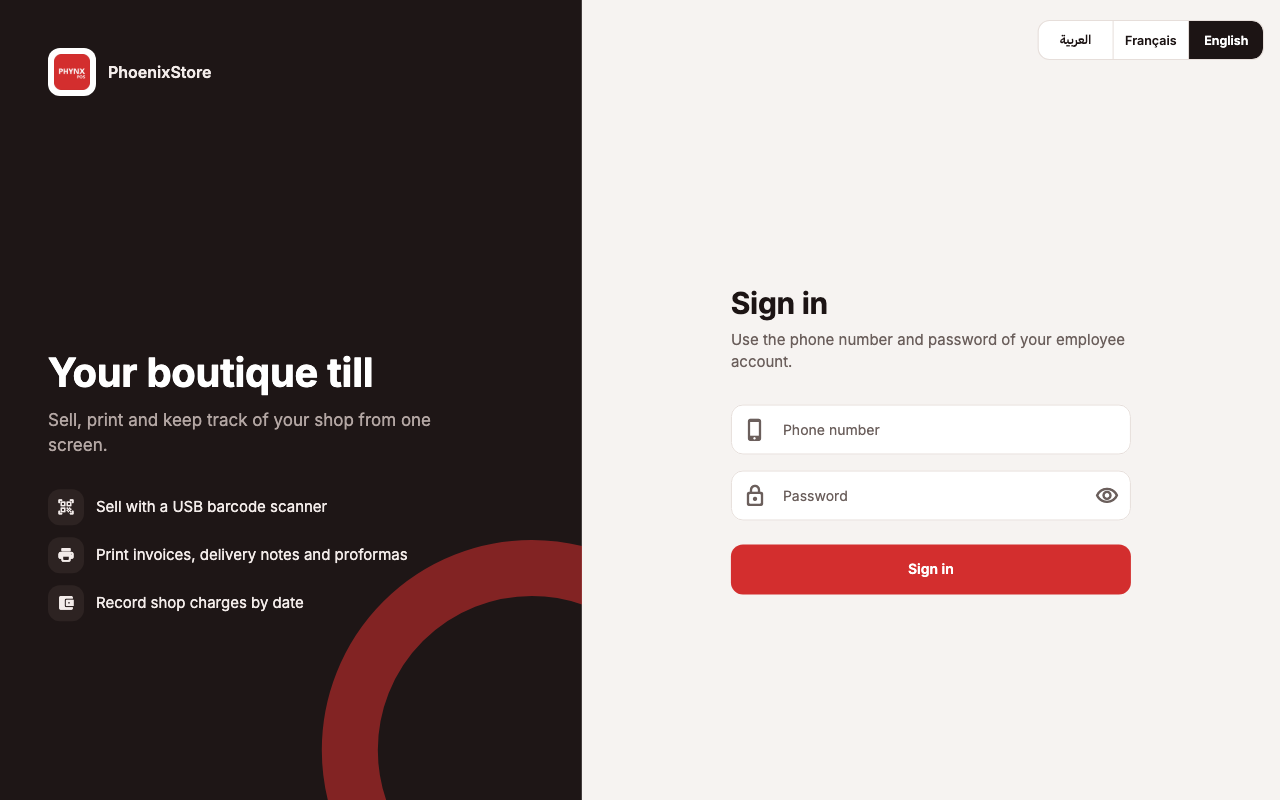 PHYNX
POS
PhoenixStore
العربية
Français
English
Your boutique till
Sell, print and keep track of your shop from one
screen.
Sell with a USB barcode scanner
Print invoices, delivery notes and proformas
Record shop charges by date
Sign in
Use the phone number and password of your employee
account.
Phone number
Password
Sign in